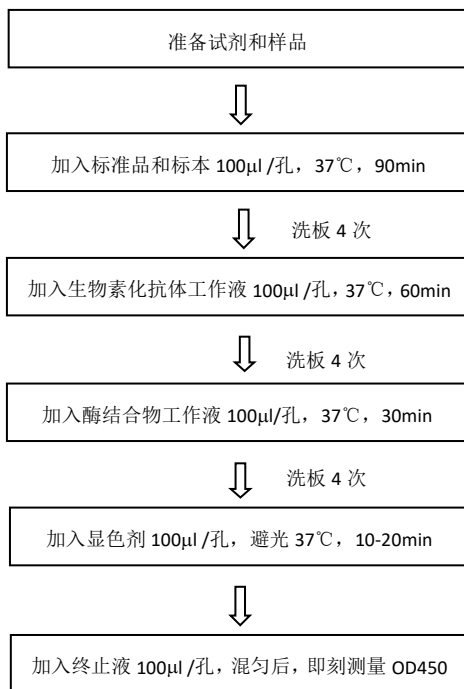 准备试剂和样品
加入标准品和标本 100μl /孔，37℃，90min
洗板 4 次
加入生物素化抗体工作液 100μl /孔，37℃，60min
洗板 4 次
加入酶结合物工作液 100μl/孔，37℃，30min
洗板 4 次
加入显色剂 100μl /孔，避光 37℃，10-20min
加入终止液 100μl /孔，混匀后，即刻测量 OD450